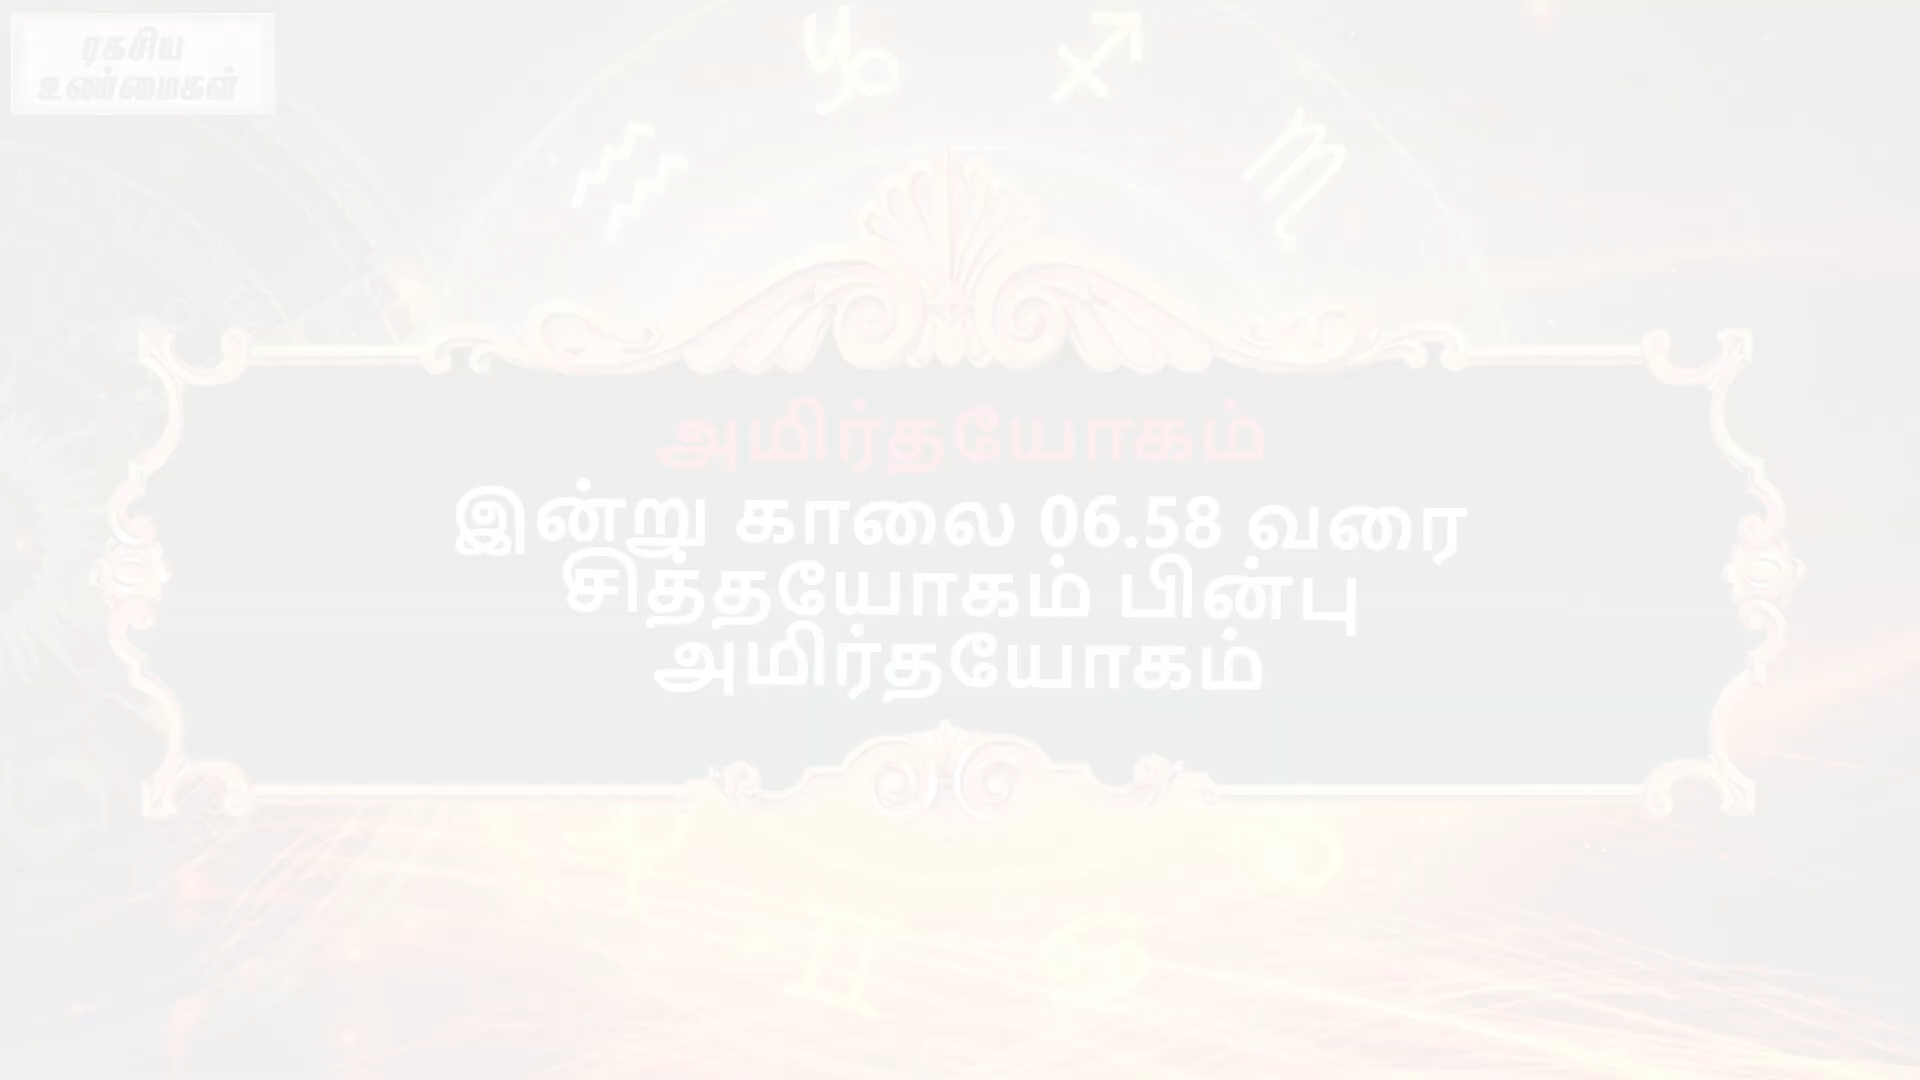 ரகசிய
உண்மைகள்
அமிர்தயோகம்
இன்று காலை 06.58 வரை
சித்தயோகம் பின்பு
அமிர்தயோகம்